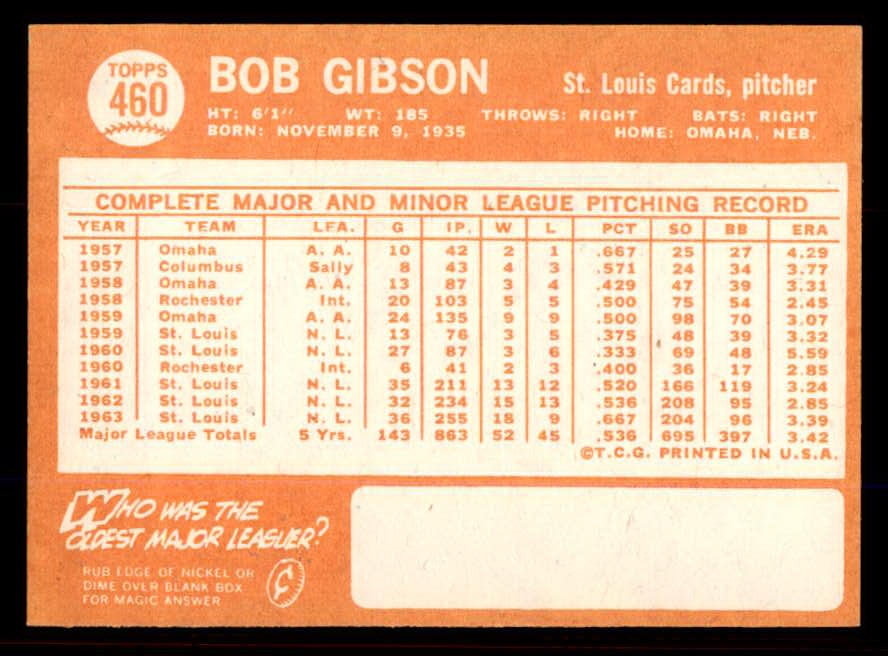 TOPPS
460
BOB GIBSON St. Louis Cards, pitcher
HT: 6'1" WT: 185 THROWS: RIGHT BATS: RIGHT
BORN: NOVEMBER 9, 1935 HOME: OMAHA, NEB.
COMPLETE MAJOR AND MINOR LEAGUE PITCHING RECORD
YEAR TEAM LEA. G IP. W L PCT SO BB ERA
1957 Omaha A. A. 10 42 2 1 .667 25 27 4.29
1957 Columbus Sally 8 43 4 3 .571 24 34 3.77
1958 Omaha A. A. 13 87 3 4 .429 47 39 3.31
1958 Rochester Int. 20 103 5 5 .500 75 54 2.45
1959 Omaha A. A. 24 135 9 9 .500 98 70 3.07
1959 St. Louis N. L. 13 76 3 5 .375 48 39 3.32
1960 St. Louis N. L. 27 87 3 6 .333 69 48 5.59
1960 Rochester Int. 6 41 2 3 .400 36 17 2.85
1961 St. Louis N. L. 35 211 13 12 .520 166 119 3.24
1962 St. Louis N. L. 32 234 15 13 .536 208 95 2.85
1963 St. Louis N. L. 36 255 18 9 .667 204 96 3.39
Major League Totals 5 Yrs. 143 863 52 45 .536 695 397 3.42
©T.C.G. PRINTED IN U.S.A.
WHO WAS THE
OLDEST MAJOR LEAGUER?
RUB EDGE OF NICKEL OR
DIME OVER BLANK BOX
FOR MAGIC ANSWER
¢